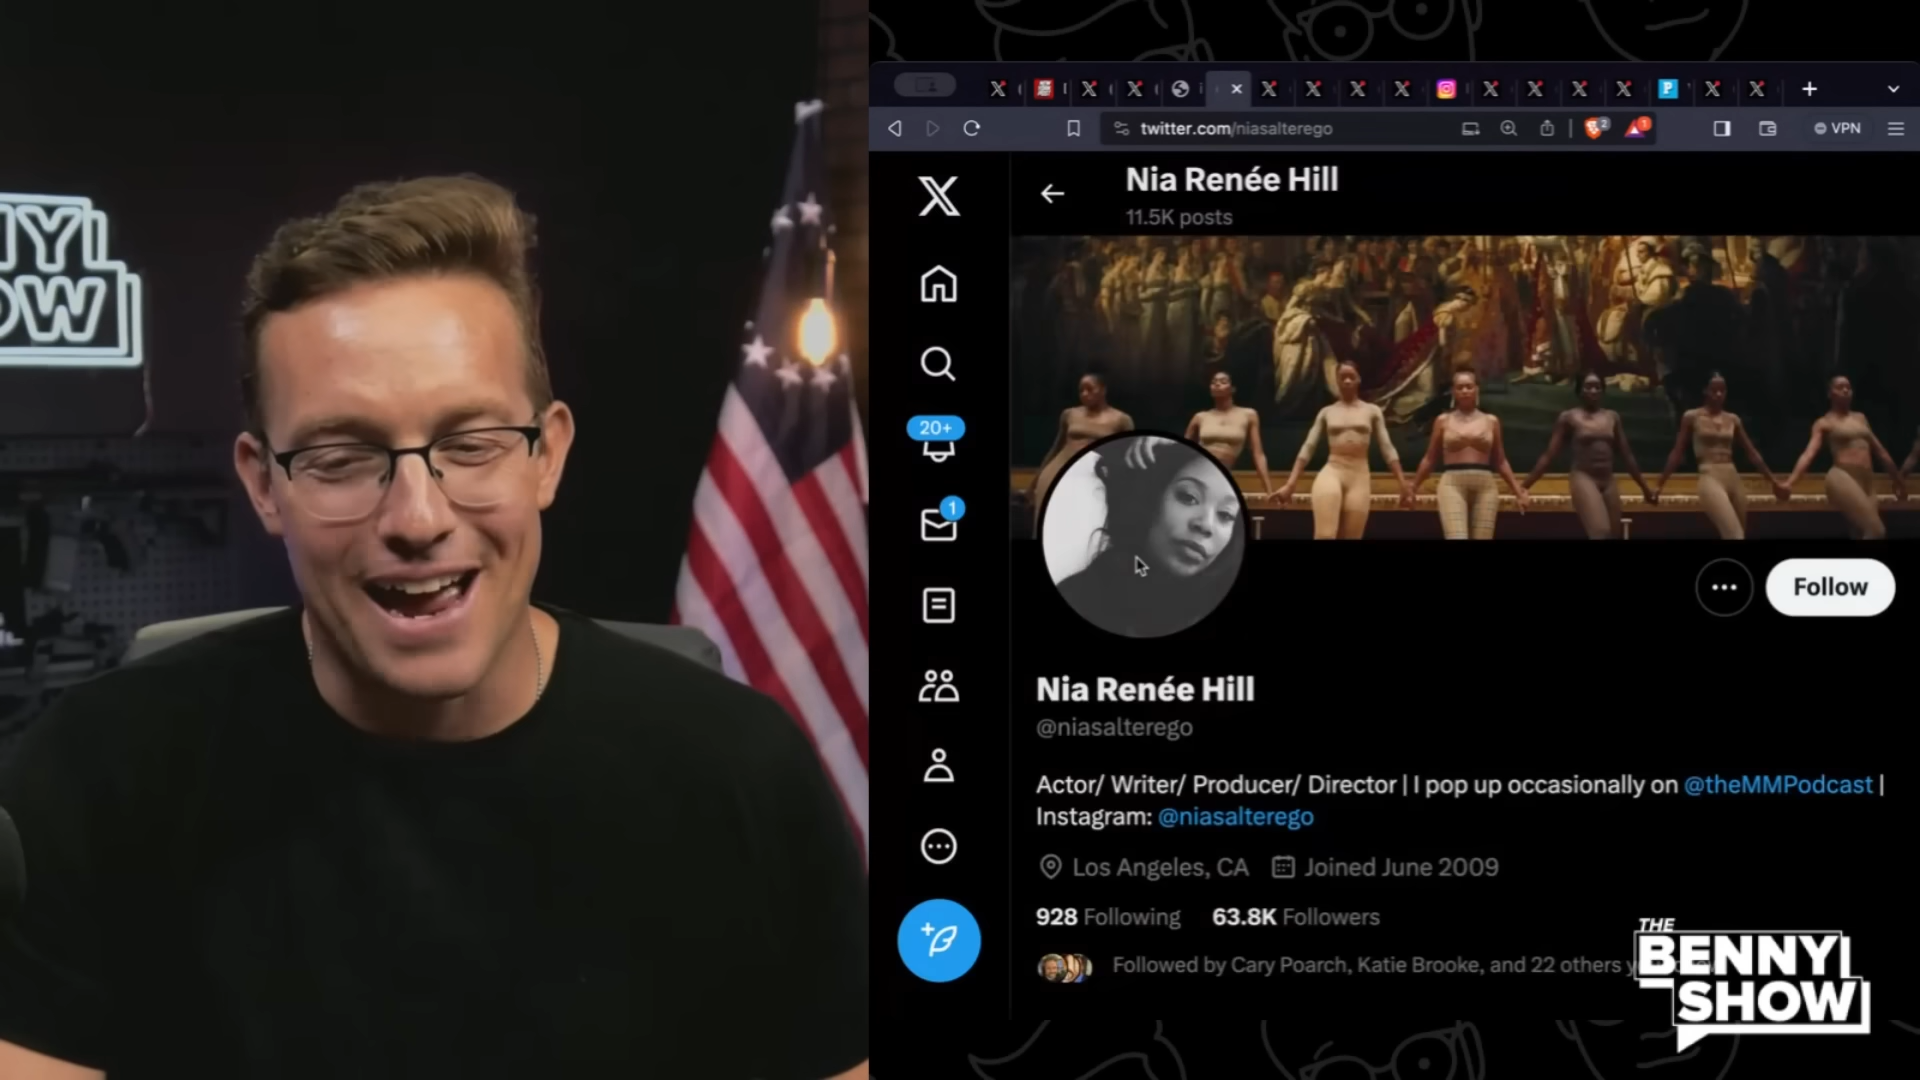 NY
OW
twitter.com/niasalterego
VPN
Nia Renée Hill
11.5K posts
20+
1
Follow
Nia Renée Hill
@niasalterego
Actor/ Writer/ Producer/ Director | I pop up occasionally on @theMMPodcast |
Instagram: @niasalterego
Los Angeles, CA Joined June 2009
928 Following 63.8K Followers
Followed by Cary Poarch, Katie Brooke, and 22 others y
THE
BENNY
SHOW